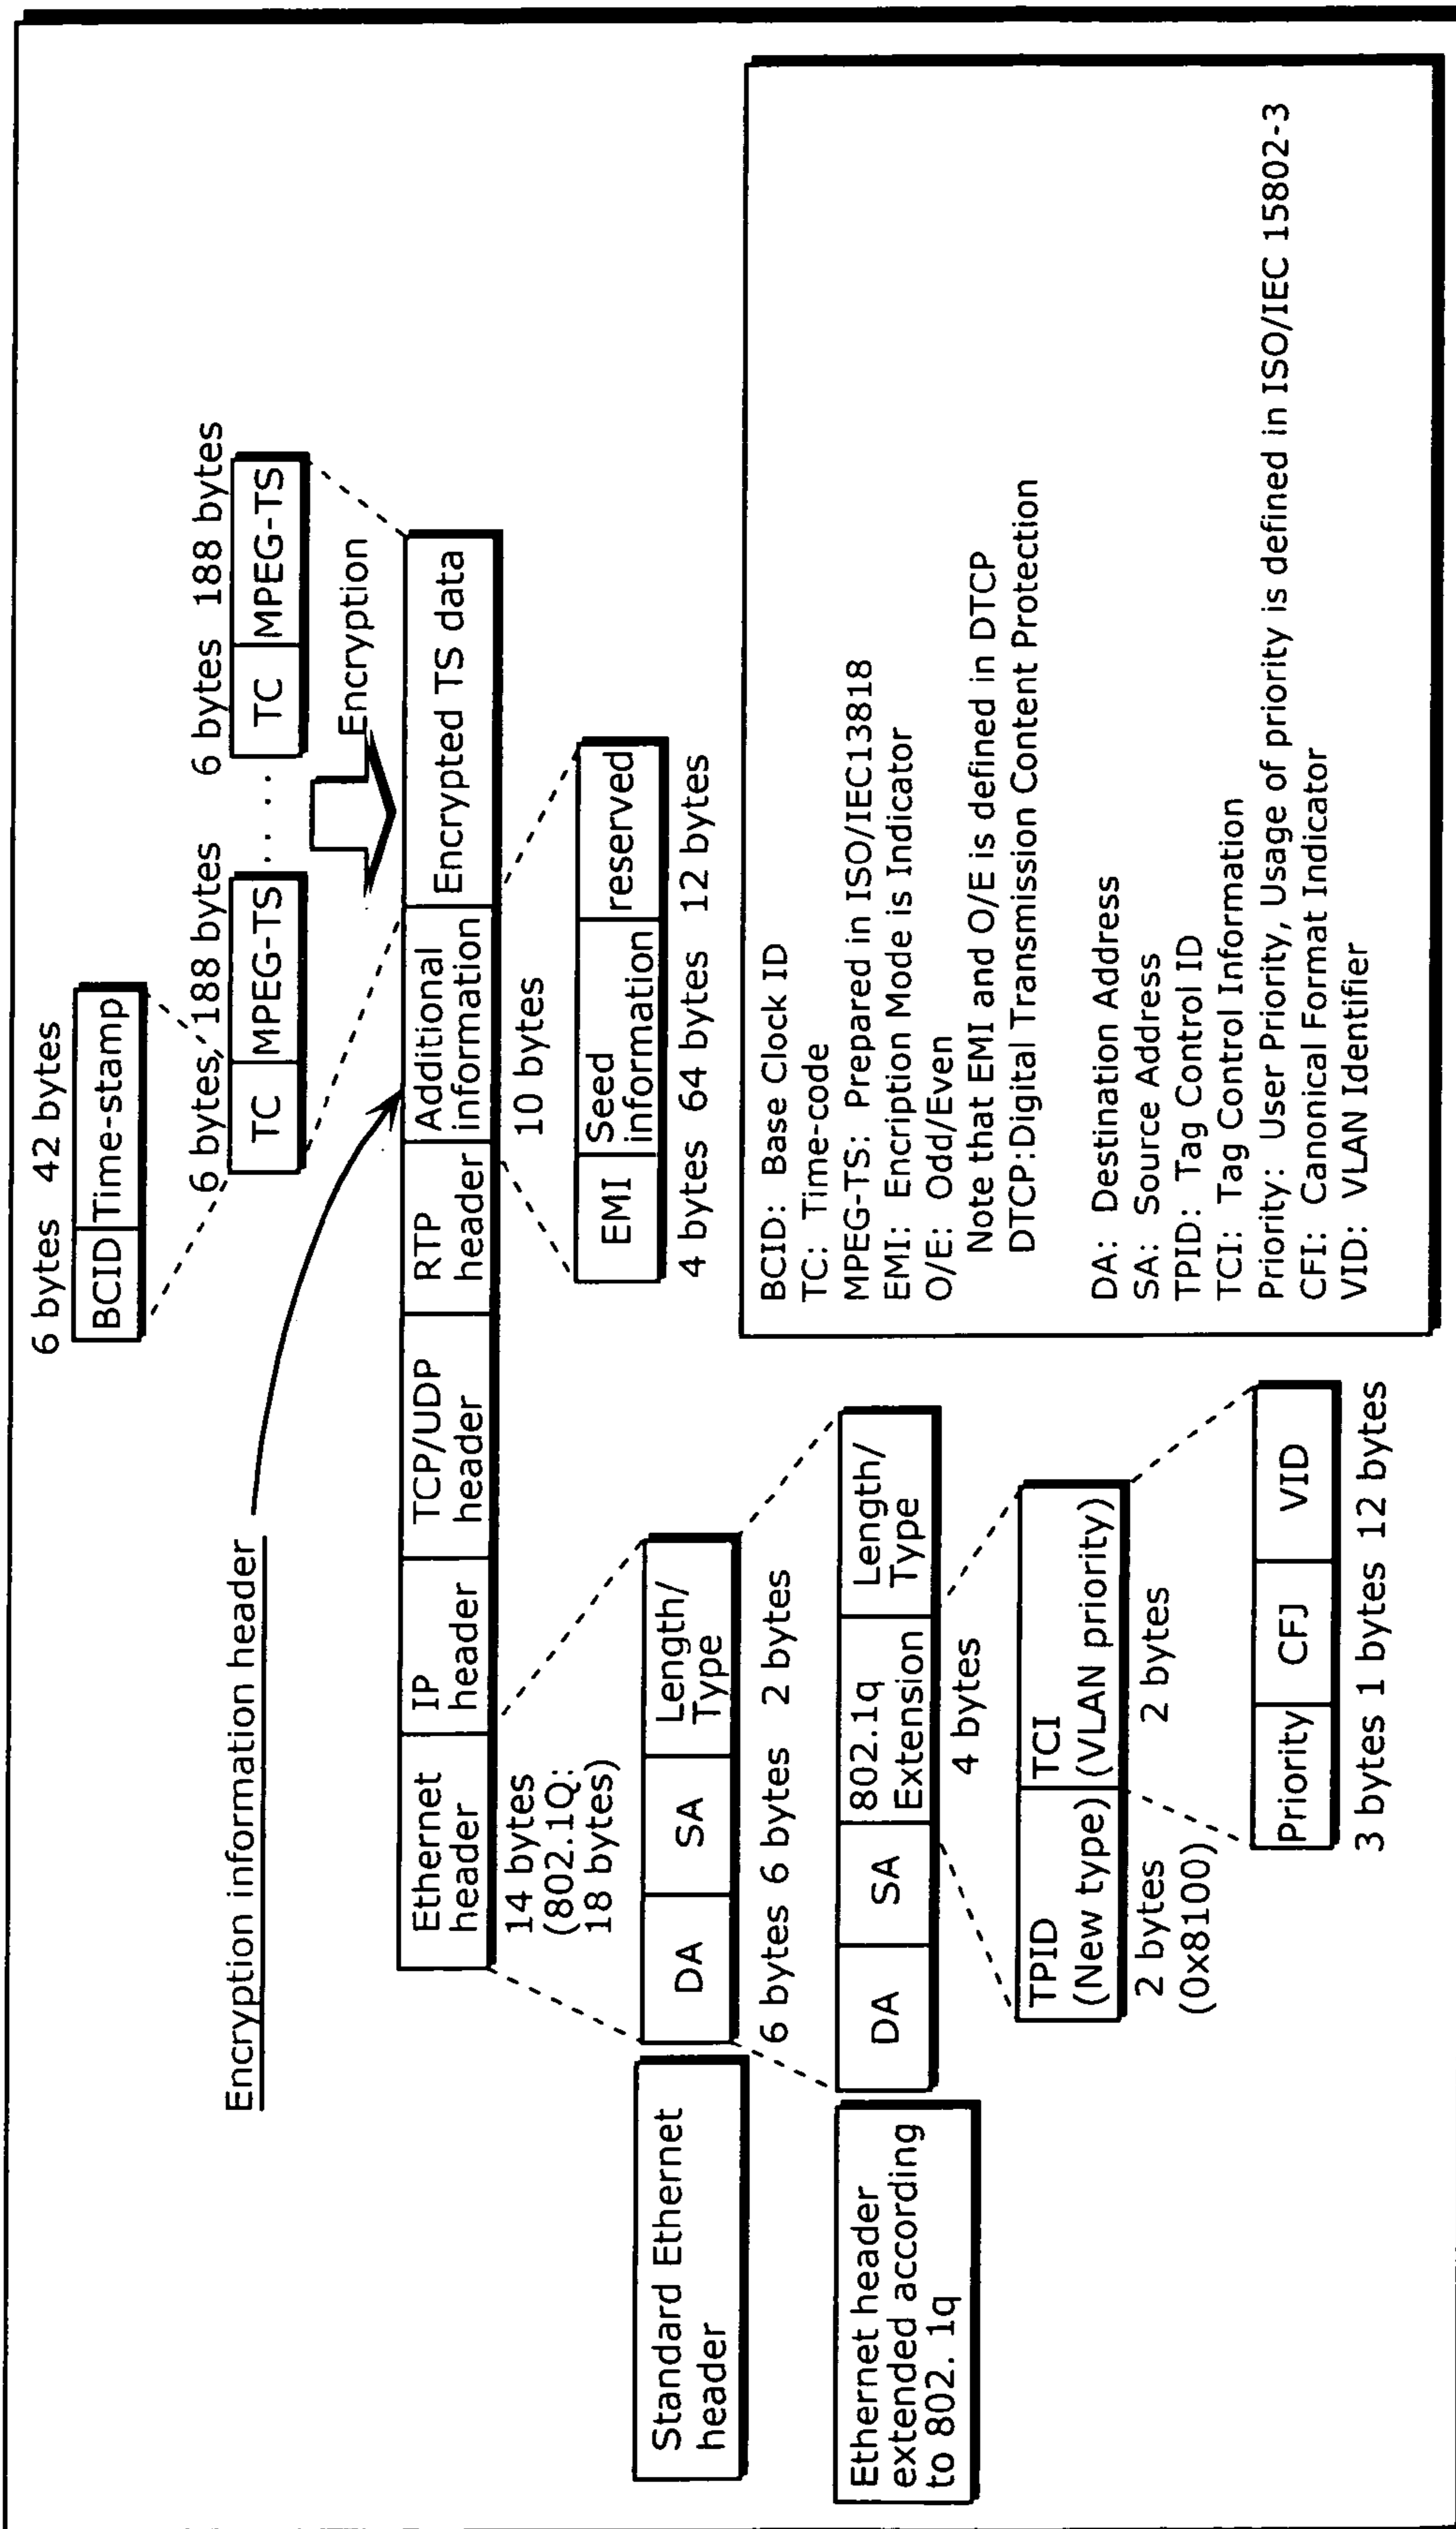 6 bytes 42 bytes
BCID Time-stamp
6 bytes 188 bytes 6 bytes 188 bytes
TC MPEG-TS ..... TC MPEG-TS
Encryption information header
Encryption
Ethernet header
IP header
TCP/UDP header
RTP header
Additional information
Encrypted TS data
14 bytes
(802.1Q:
18 bytes)
10 bytes
EMI
Seed information
reserved
4 bytes 64 bytes 12 bytes
Standard Ethernet
header
DA SA Length/Type
6 bytes 6 bytes 2 bytes
Ethernet header
extended according
to 802. 1q
DA SA 802.1q Extension Length/Type
4 bytes
TPID
(New type)
TCI
(VLAN priority)
2 bytes
(0x8100)
2 bytes
Priority CFJ VID
3 bytes 1 bytes 12 bytes
BCID: Base Clock ID
TC: Time-code
MPEG-TS: Prepared in ISO/IEC13818
EMI: Encription Mode is Indicator
O/E: Odd/Even
Note that EMI and O/E is defined in DTCP
DTCP:Digital Transmission Content Protection
DA: Destination Address
SA: Source Address
TPID: Tag Control ID
TCI: Tag Control Information
Priority: User Priority, Usage of priority is defined in ISO/IEC 15802-3
CFI: Canonical Format Indicator
VID: VLAN Identifier